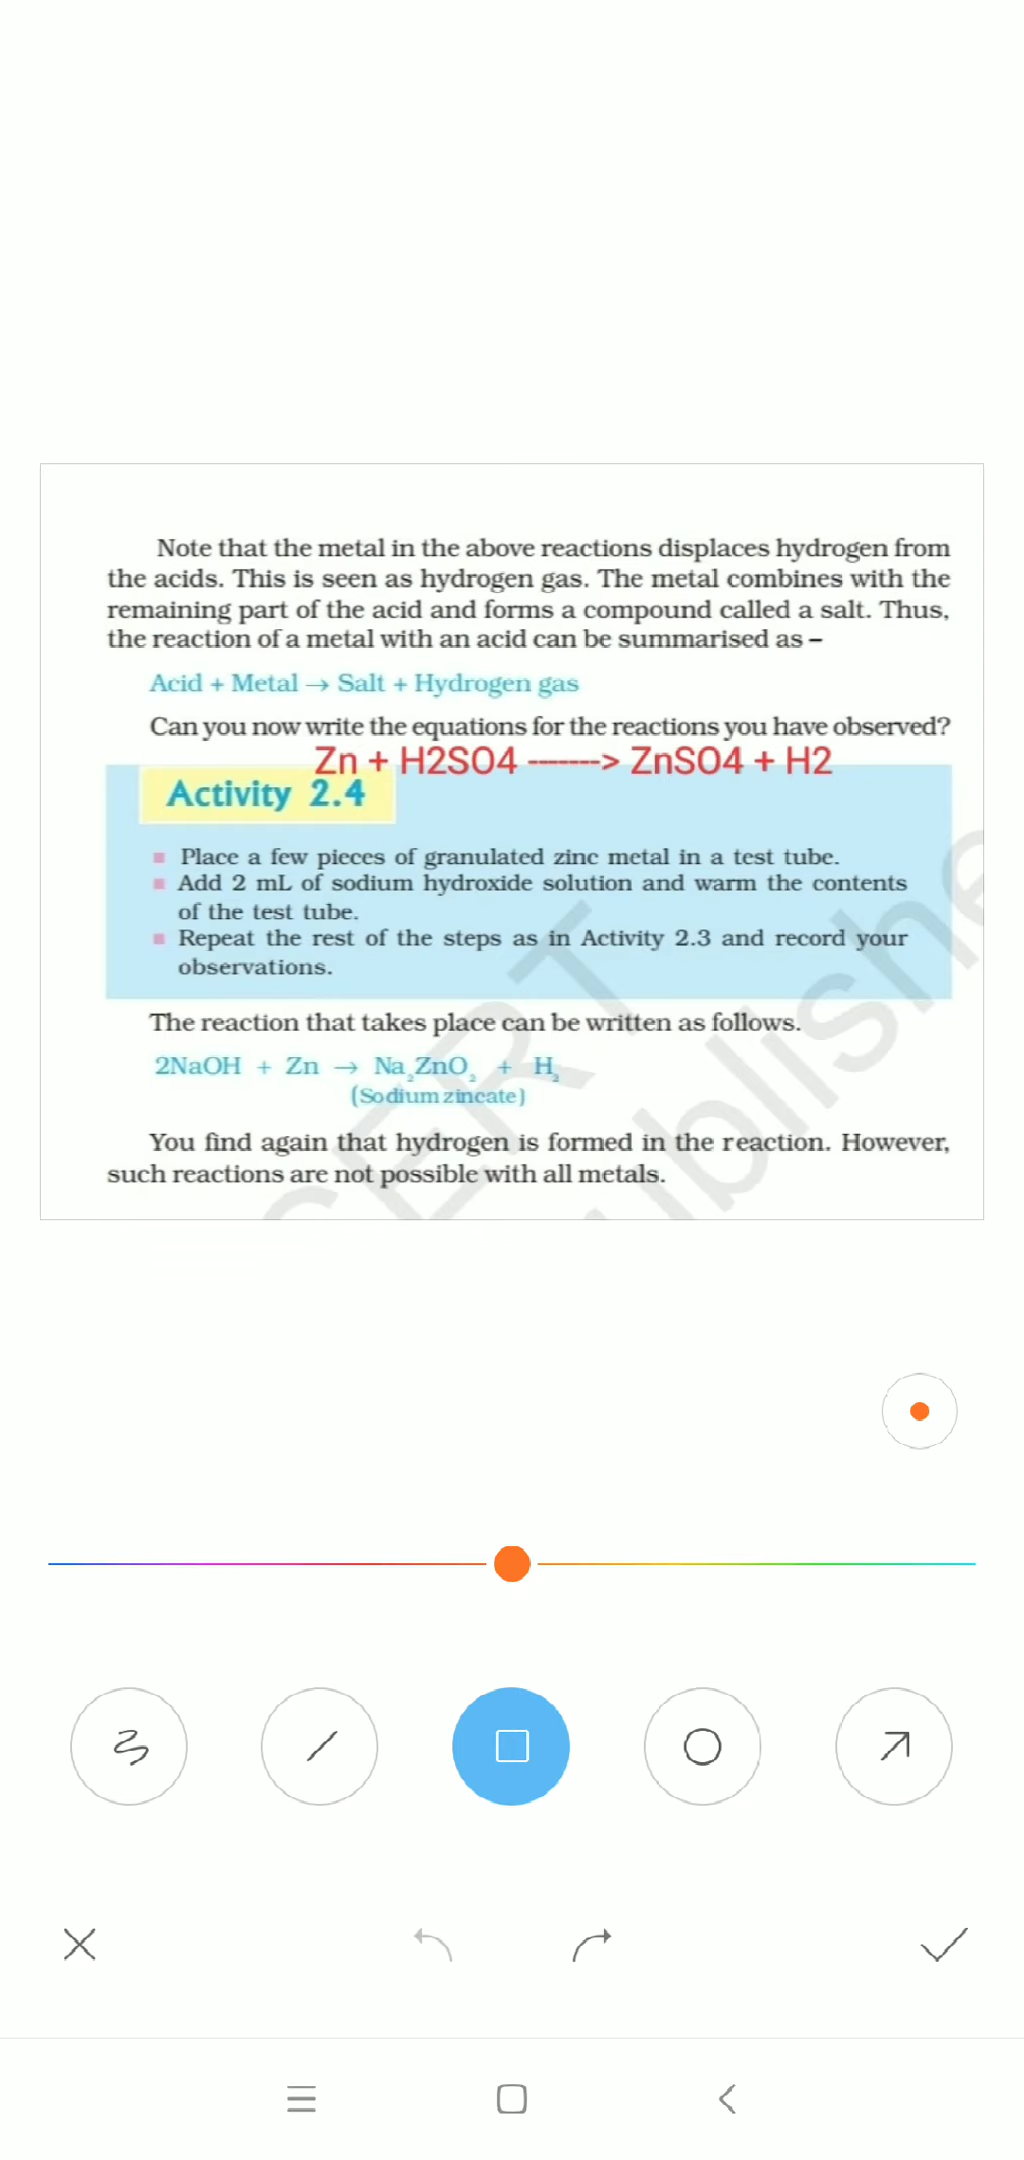 Note that the metal in the above reactions displaces hydrogen from
the acids. This is seen as hydrogen gas. The metal combines with the
remaining part of the acid and forms a compound called a salt. Thus,
the reaction of a metal with an acid can be summarised as –
Acid + Metal → Salt + Hydrogen gas
Can you now write the equations for the reactions you have observed?
Zn + H2SO4 -------> ZnSO4 + H2
Activity 2.4
Place a few pieces of granulated zinc metal in a test tube.
Add 2 mL of sodium hydroxide solution and warm the contents
of the test tube.
Repeat the rest of the steps as in Activity 2.3 and record your
observations.
The reaction that takes place can be written as follows.
2NaOH + Zn → Na₂ZnO₂ + H₂
(Sodium zincate)
You find again that hydrogen is formed in the reaction. However,
such reactions are not possible with all metals.